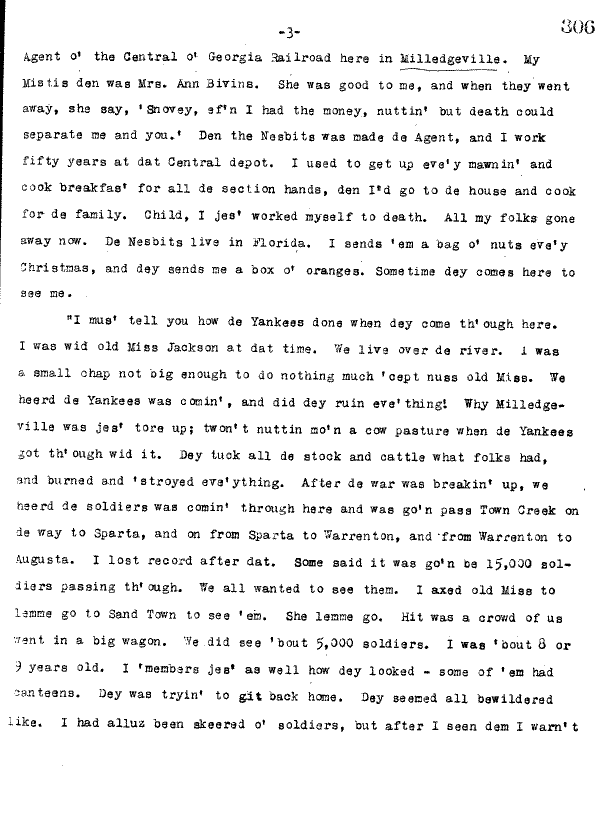 -3-
306
Agent o' the Central o' Georgia Railroad here in Milledgeville. My
Mistis den was Mrs. Ann Bivins. She was good to me, and when they went
away, she say, 'Snovey, ef'n I had the money, nuttin' but death could
separate me and you.' Den the Nesbits was made de Agent, and I work
fifty years at dat Central depot. I used to get up eve'y mawnin' and
cook breakfas' for all de section hands, den I'd go to de house and cook
for de family. Child, I jes' worked myself to death. All my folks gone
away now. De Nesbits live in Florida. I sends 'em a bag o' nuts eve'y
Christmas, and dey sends me a box o' oranges. Sometime dey comes here to
see me.
"I mus' tell you how de Yankees done when dey come th'ough here.
I was wid old Miss Jackson at dat time. We live over de river. I was
a small chap not big enough to do nothing much 'cept nuss old Miss. We
heerd de Yankees was comin', and did dey ruin eve'thing! Why Milledge-
ville was jes' tore up; twon't nuttin mo'n a cow pasture when de Yankees
got th'ough wid it. Dey tuck all de stock and cattle what folks had,
and burned and 'stroyed eve'ything. After de war was breakin' up, we
heerd de soldiers was comin' through here and was go'n pass Town Creek on
de way to Sparta, and on from Sparta to Warrenton, and from Warrenton to
Augusta. I lost record after dat. Some said it was go'n be 15,000 sol-
diers passing th'ough. We all wanted to see them. I axed old Miss to
lemme go to Sand Town to see 'em. She lemme go. Hit was a crowd of us
went in a big wagon. We did see 'bout 5,000 soldiers. I was 'bout 8 or
9 years old. I 'members jes' as well how dey looked - some of 'em had
canteens. Dey was tryin' to git back home. Dey seemed all bewildered
like. I had alluz been skeered o' soldiers, but after I seen dem I warn't